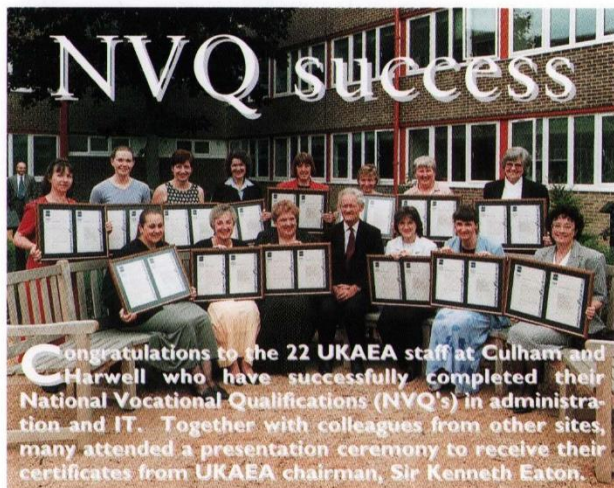 NVQ success
Congratulations to the 22 UKAEA staff at Culham and
Harwell who have successfully completed their
National Vocational Qualifications (NVQ's) in administra-
tion and IT. Together with colleagues from other sites,
many attended a presentation ceremony to receive their
certificates from UKAEA chairman, Sir Kenneth Eaton.